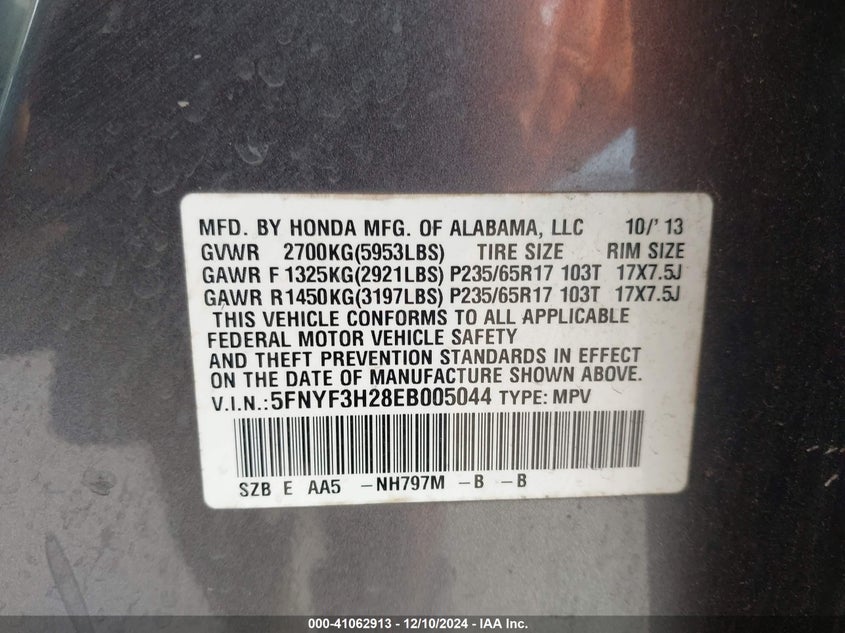 MFD. BY HONDA MFG. OF ALABAMA, LLC 10/' 13
GVWR 2700KG(5953LBS) TIRE SIZE RIM SIZE
GAWR F 1325KG(2921LBS) P235/65R17 103T 17X7.5J
GAWR R1450KG(3197LBS) P235/65R17 103T 17X7.5J
THIS VEHICLE CONFORMS TO ALL APPLICABLE
FEDERAL MOTOR VEHICLE SAFETY
AND THEFT PREVENTION STANDARDS IN EFFECT
ON THE DATE OF MANUFACTURE SHOWN ABOVE.
V.I.N.:5FNYF3H28EB005044 TYPE: MPV
SZB E AA5 -NH797M -B -B
000-41062913 - 12/10/2024 - IAA Inc.